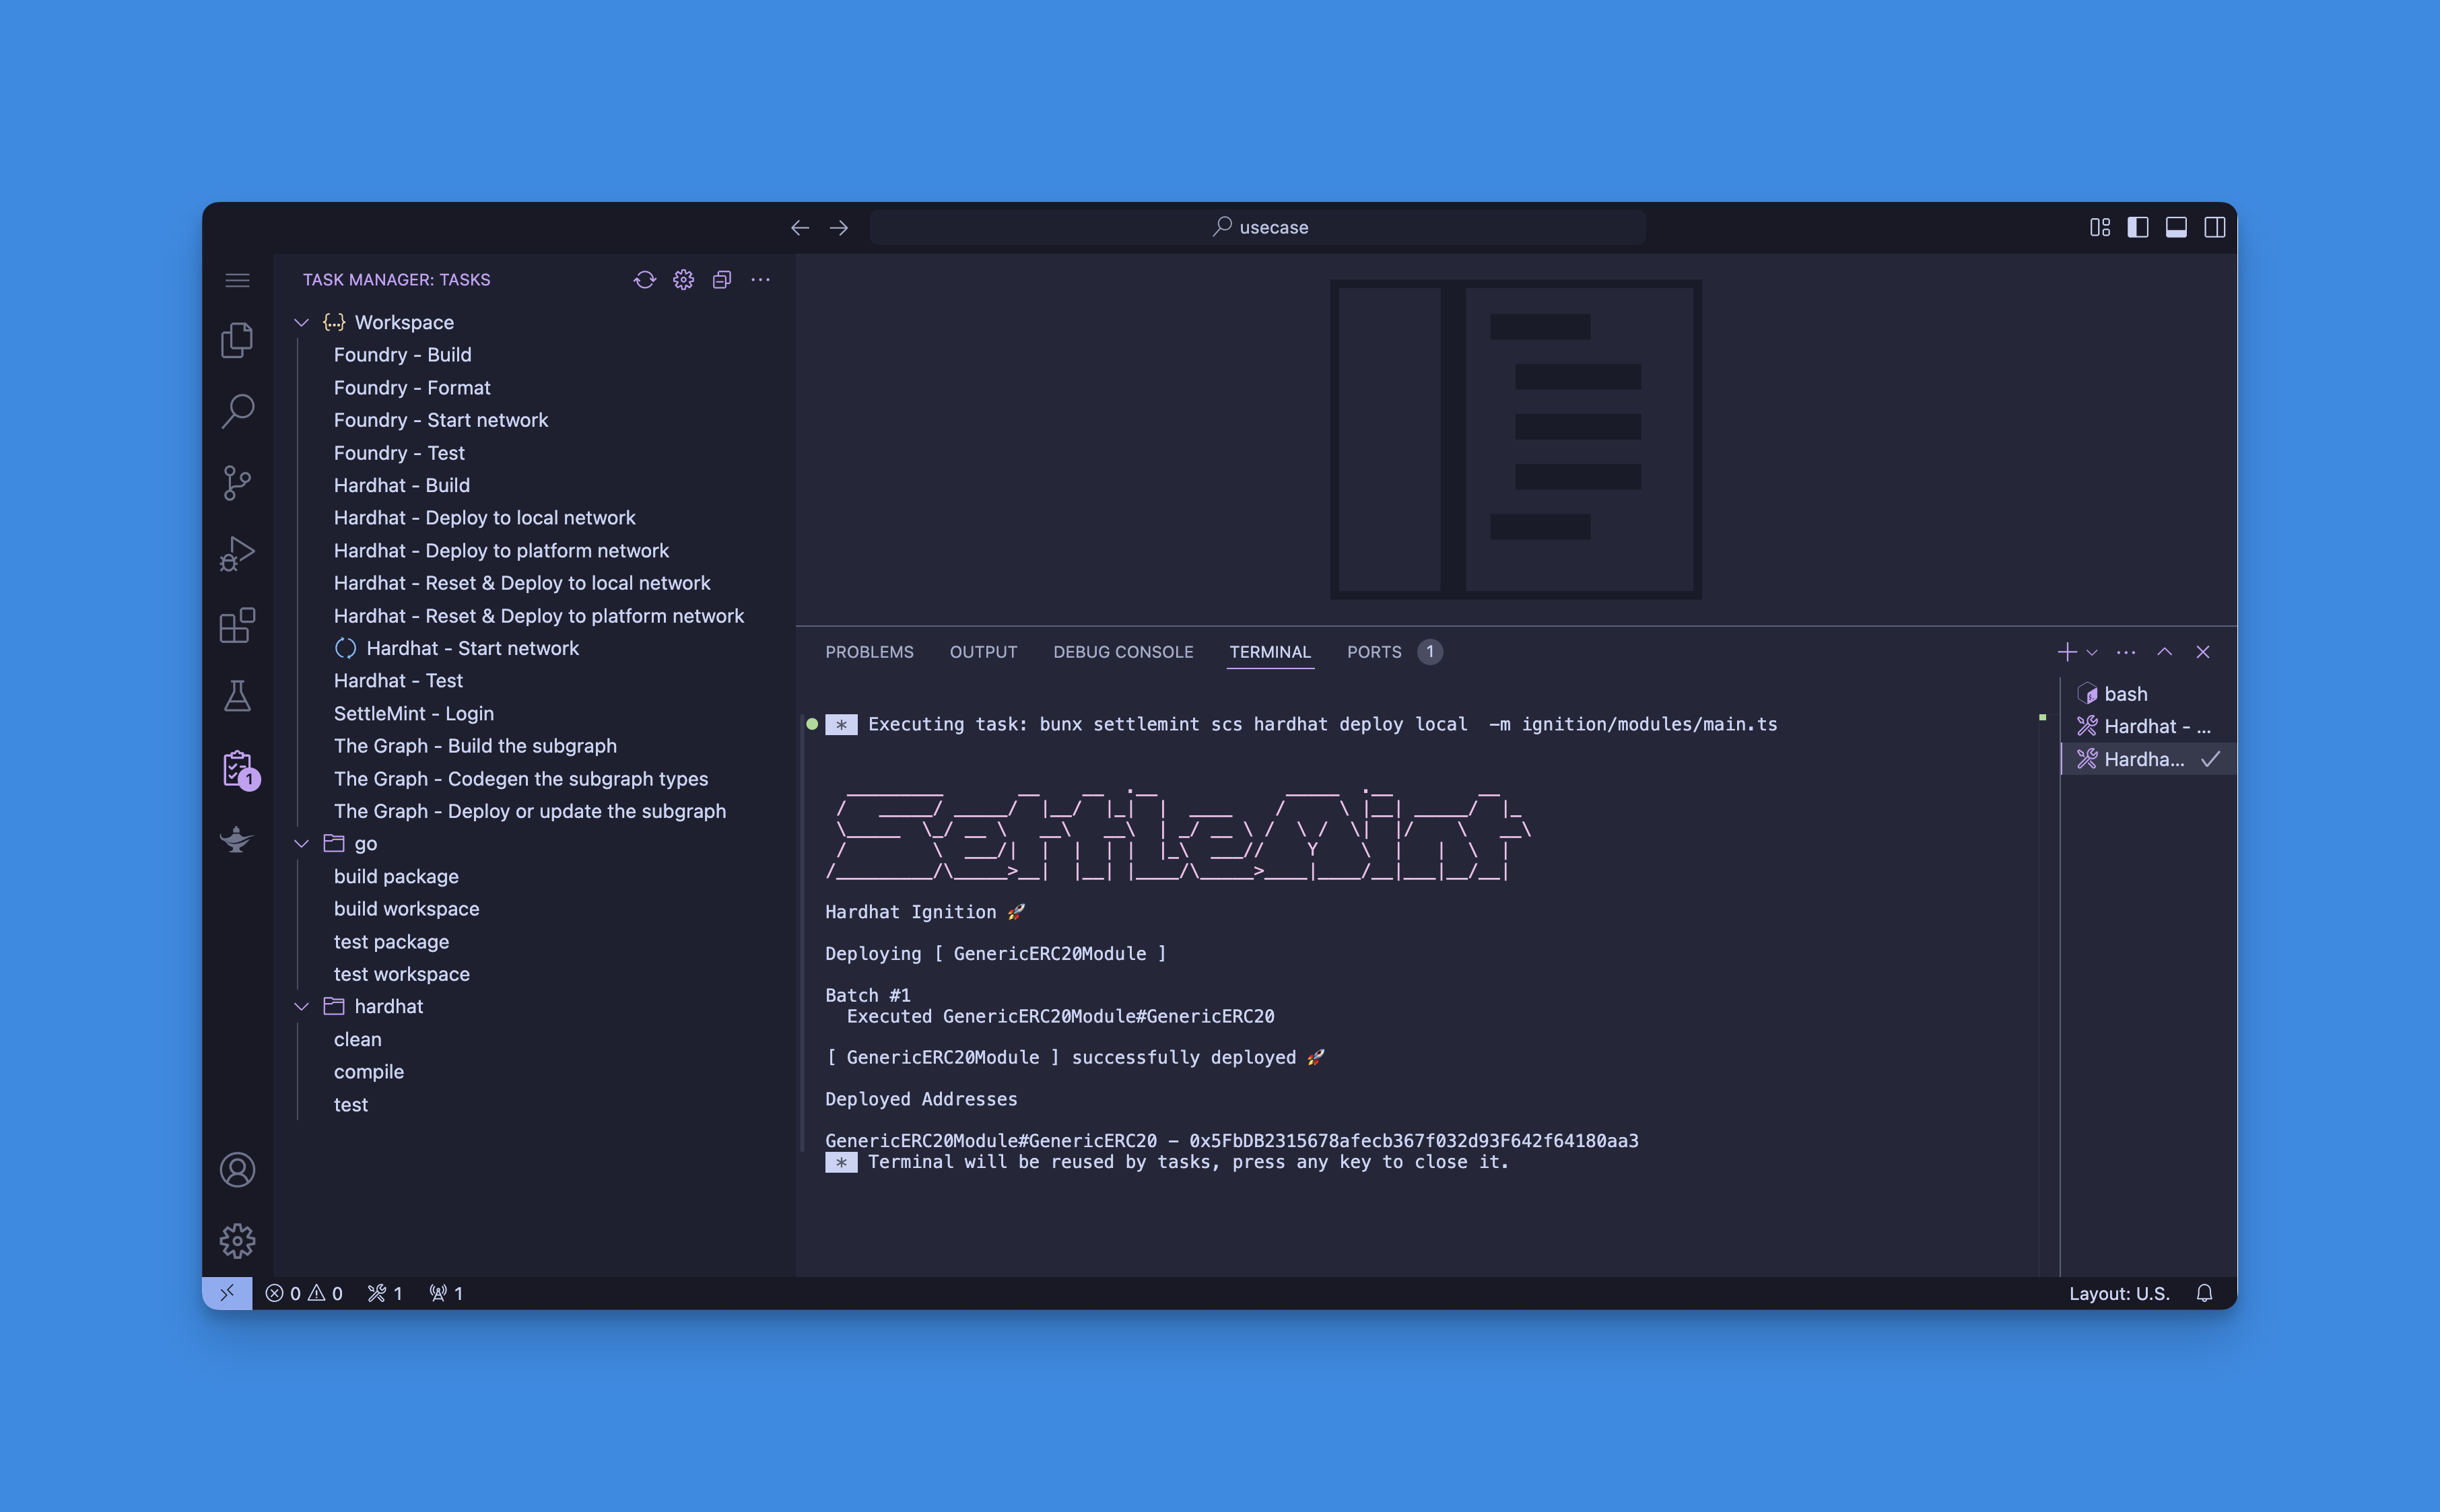 usecase
TASK MANAGER: TASKS
{...} Workspace
Foundry - Build
Foundry - Format
Foundry - Start network
Foundry - Test
Hardhat - Build
Hardhat - Deploy to local network
Hardhat - Deploy to platform network
Hardhat - Reset & Deploy to local network
Hardhat - Reset & Deploy to platform network
Hardhat - Start network
Hardhat - Test
SettleMint - Login
The Graph - Build the subgraph
The Graph - Codegen the subgraph types
The Graph - Deploy or update the subgraph
go
build package
build workspace
test package
test workspace
hardhat
clean
compile
test
1
PROBLEMS OUTPUT DEBUG CONSOLE TERMINAL PORTS 1
* Executing task: bunx settlemint scs hardhat deploy local  -m ignition/modules/main.ts
SettleMint
Hardhat Ignition 🚀
Deploying [ GenericERC20Module ]
Batch #1
Executed GenericERC20Module#GenericERC20
[ GenericERC20Module ] successfully deployed 🚀
Deployed Addresses
GenericERC20Module#GenericERC20 – 0x5FbDB2315678afecb367f032d93F642f64180aa3
* Terminal will be reused by tasks, press any key to close it.
bash
Hardhat - ...
Hardha...
0 0 1 1
Layout: U.S.